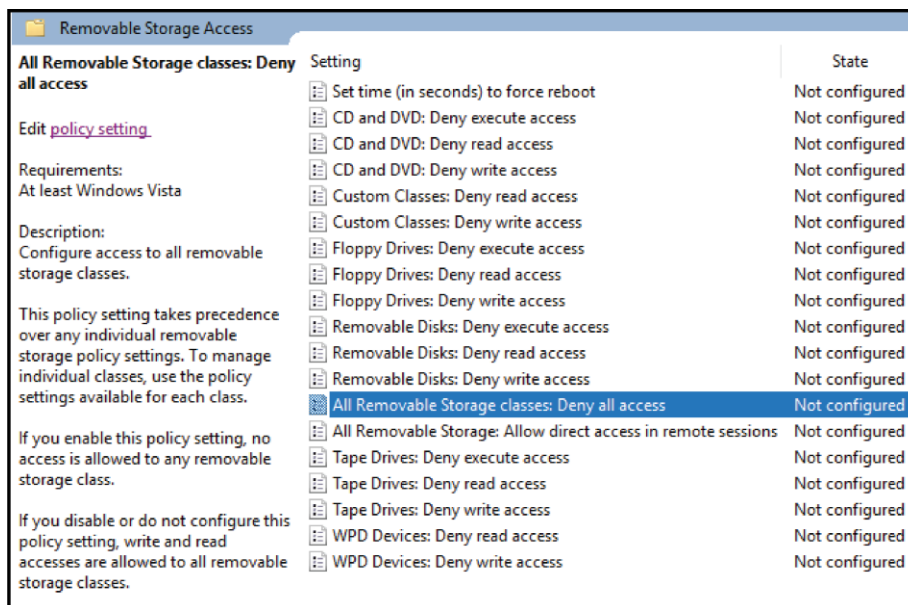 Removable Storage Access
All Removable Storage classes: Deny
all access
Edit policy setting
Requirements:
At least Windows Vista
Description:
Configure access to all removable
storage classes.
This policy setting takes precedence
over any individual removable
storage policy settings. To manage
individual classes, use the policy
settings available for each class.
If you enable this policy setting, no
access is allowed to any removable
storage class.
If you disable or do not configure this
policy setting, write and read
accesses are allowed to all removable
storage classes.
Setting State
Set time (in seconds) to force reboot Not configured
CD and DVD: Deny execute access Not configured
CD and DVD: Deny read access Not configured
CD and DVD: Deny write access Not configured
Custom Classes: Deny read access Not configured
Custom Classes: Deny write access Not configured
Floppy Drives: Deny execute access Not configured
Floppy Drives: Deny read access Not configured
Floppy Drives: Deny write access Not configured
Removable Disks: Deny execute access Not configured
Removable Disks: Deny read access Not configured
Removable Disks: Deny write access Not configured
All Removable Storage classes: Deny all access Not configured
All Removable Storage: Allow direct access in remote sessions Not configured
Tape Drives: Deny execute access Not configured
Tape Drives: Deny read access Not configured
Tape Drives: Deny write access Not configured
WPD Devices: Deny read access Not configured
WPD Devices: Deny write access Not configured